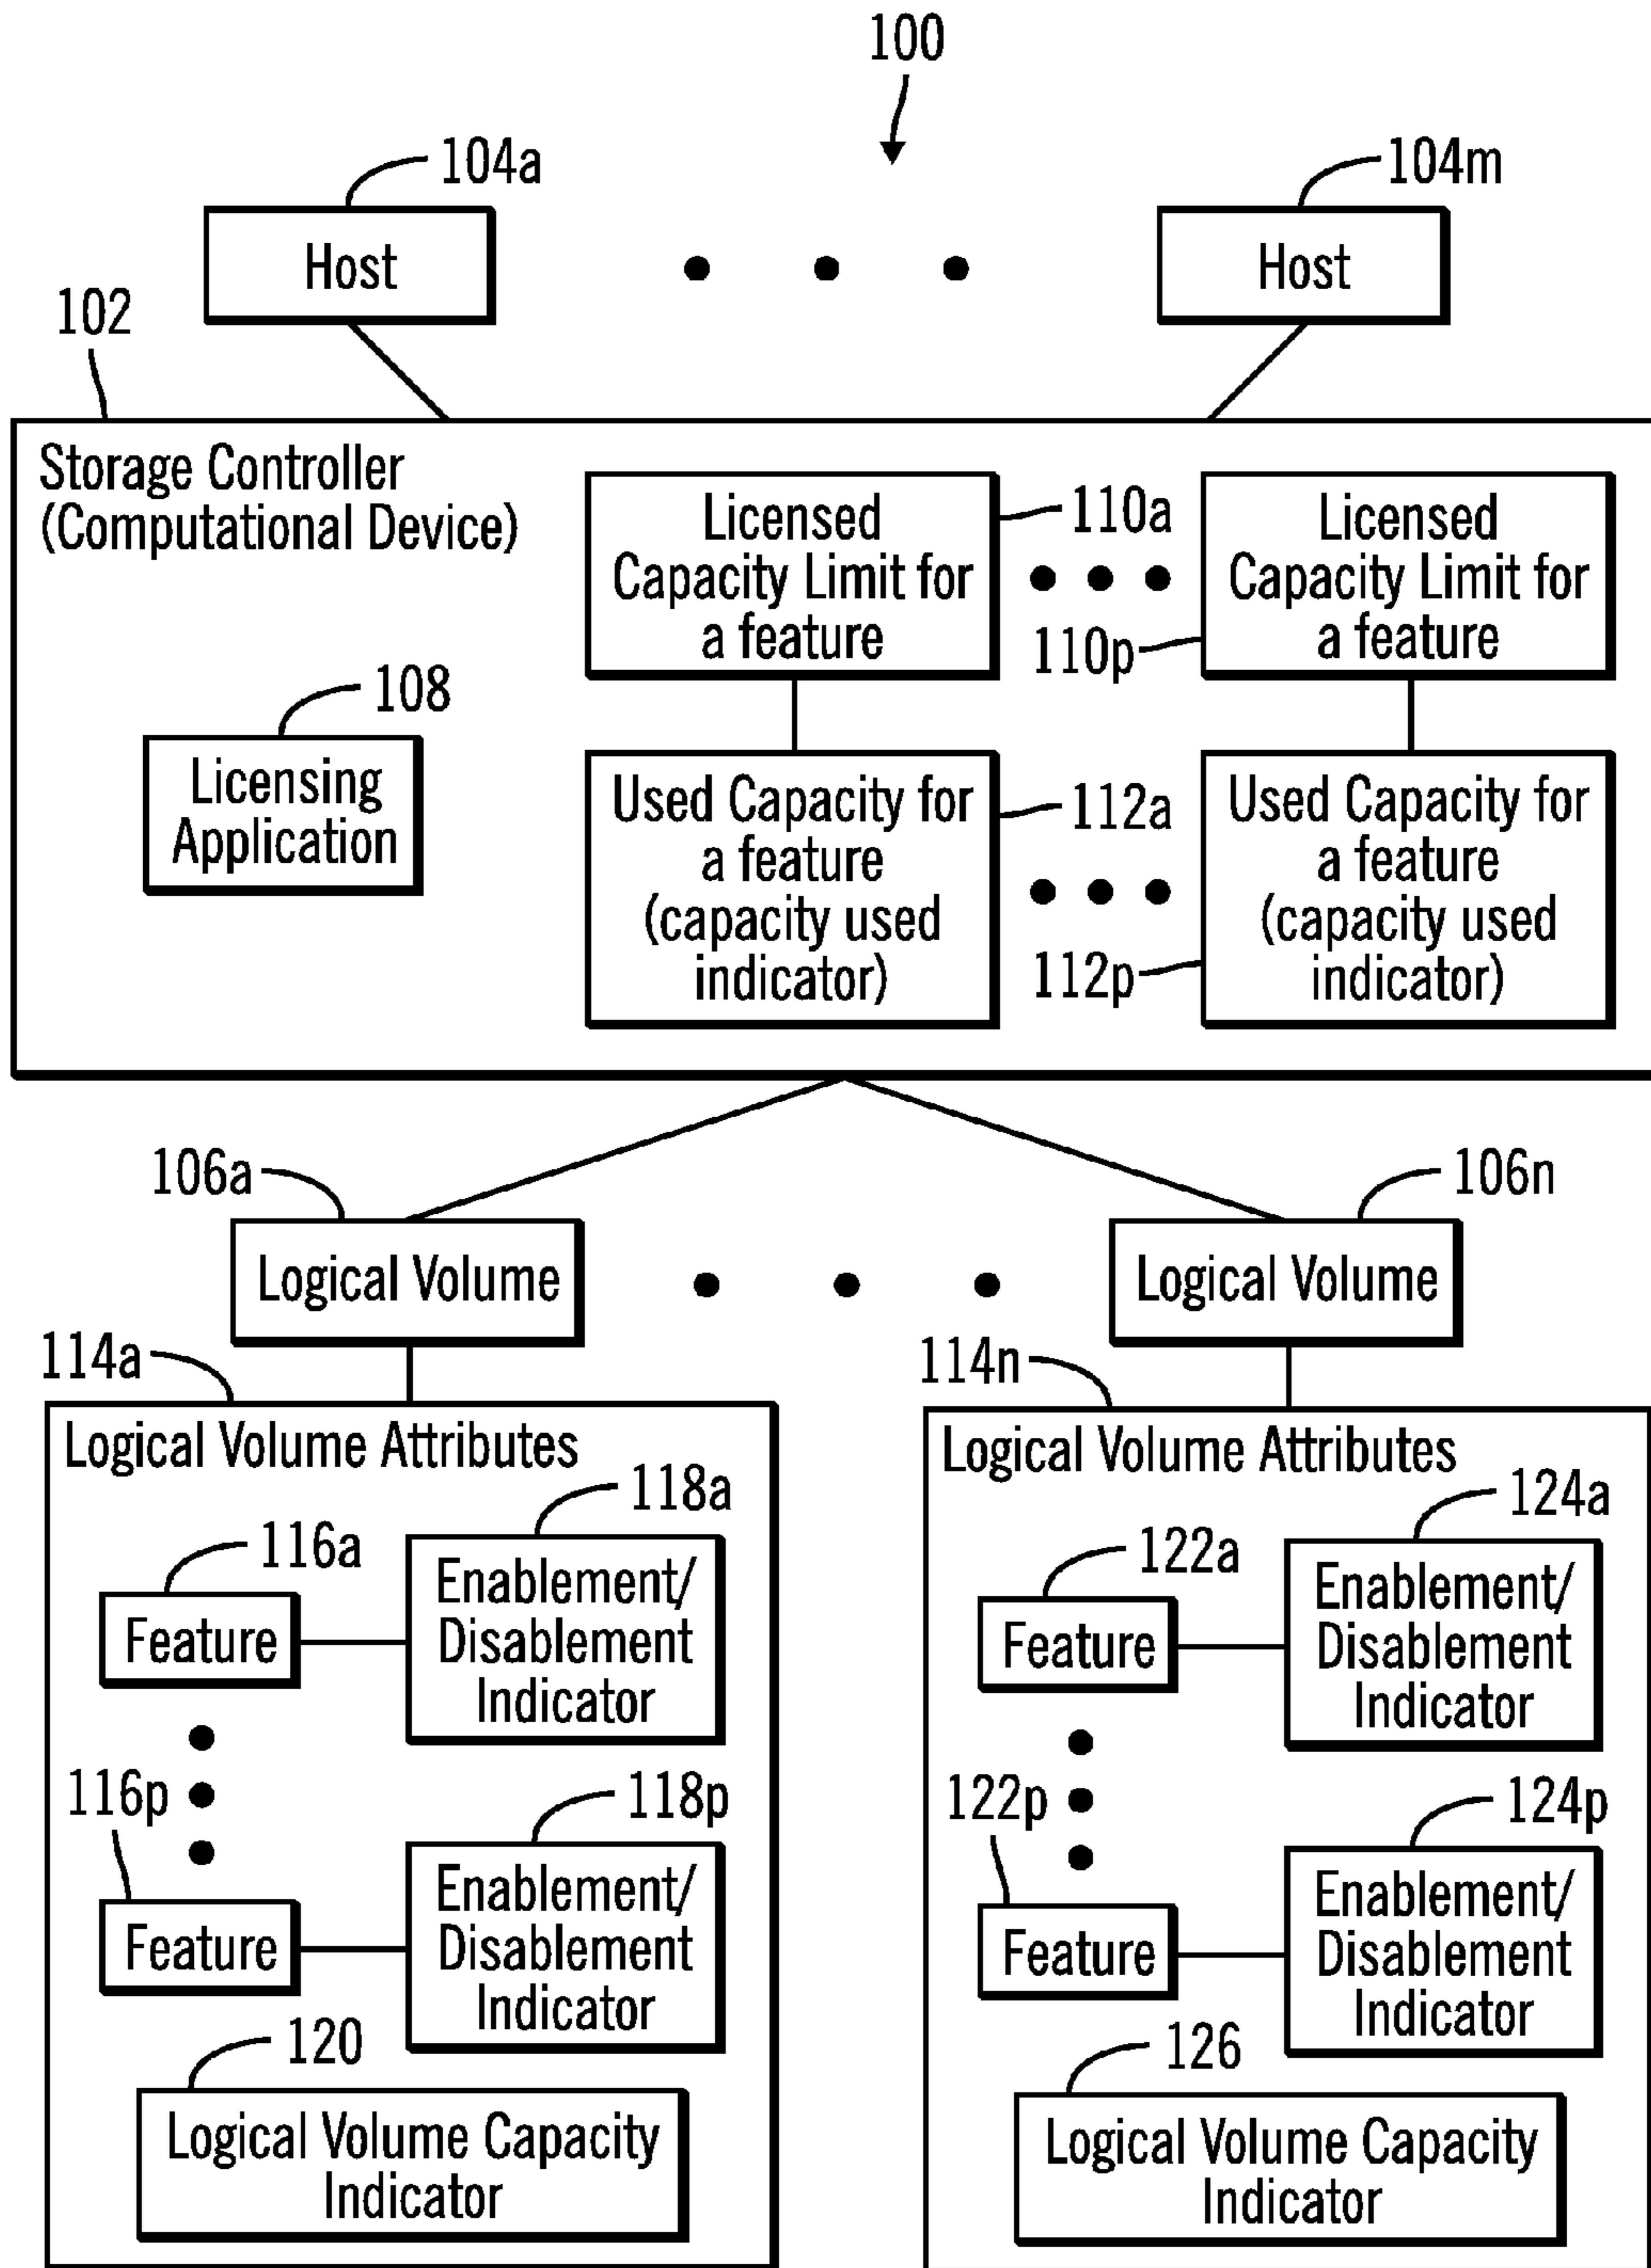 100
104a
104m
Host
Host
102
Storage Controller
(Computational Device)
Licensed
Capacity Limit for
a feature
110a
110p
Licensed
Capacity Limit for
a feature
108
Licensing
Application
Used Capacity for
a feature
(capacity used
indicator)
112a
112p
Used Capacity for
a feature
(capacity used
indicator)
106a
106n
Logical Volume
Logical Volume
114a
114n
Logical Volume Attributes
118a
116a
Feature
Enablement/
Disablement
Indicator
116p
118p
Feature
Enablement/
Disablement
Indicator
120
Logical Volume Capacity
Indicator
Logical Volume Attributes
124a
122a
Feature
Enablement/
Disablement
Indicator
122p
124p
Feature
Enablement/
Disablement
Indicator
126
Logical Volume Capacity
Indicator